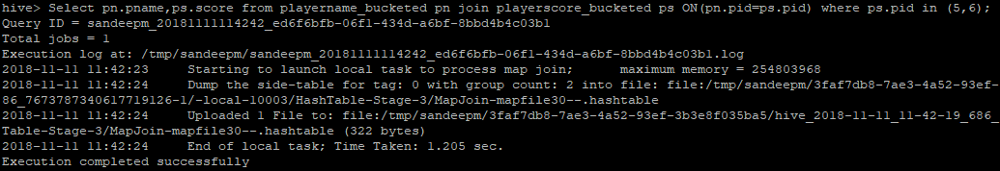 hive> Select pn.pname,ps.score from playername_bucketed pn join playerscore_bucketed ps ON(pn.pid=ps.pid) where ps.pid in (5,6);
Query ID = sandeepm_20181111114242_ed6f6bfb-06f1-434d-a6bf-8bbd4b4c03b1
Total jobs = 1
Execution log at: /tmp/sandeepm/sandeepm_20181111114242_ed6f6bfb-06f1-434d-a6bf-8bbd4b4c03b1.log
2018-11-11 11:42:23 Starting to launch local task to process map join; maximum memory = 254803968
2018-11-11 11:42:24 Dump the side-table for tag: 0 with group count: 2 into file: file:/tmp/sandeepm/3faf7db8-7ae3-4a52-93ef-
86_7673787340617719126-1/-local-10003/HashTable-Stage-3/MapJoin-mapfile30--.hashtable
2018-11-11 11:42:24 Uploaded 1 File to: file:/tmp/sandeepm/3faf7db8-7ae3-4a52-93ef-3b3e8f035ba5/hive_2018-11-11_11-42-19_686_
Table-Stage-3/MapJoin-mapfile30--.hashtable (322 bytes)
2018-11-11 11:42:24 End of local task; Time Taken: 1.205 sec.
Execution completed successfully